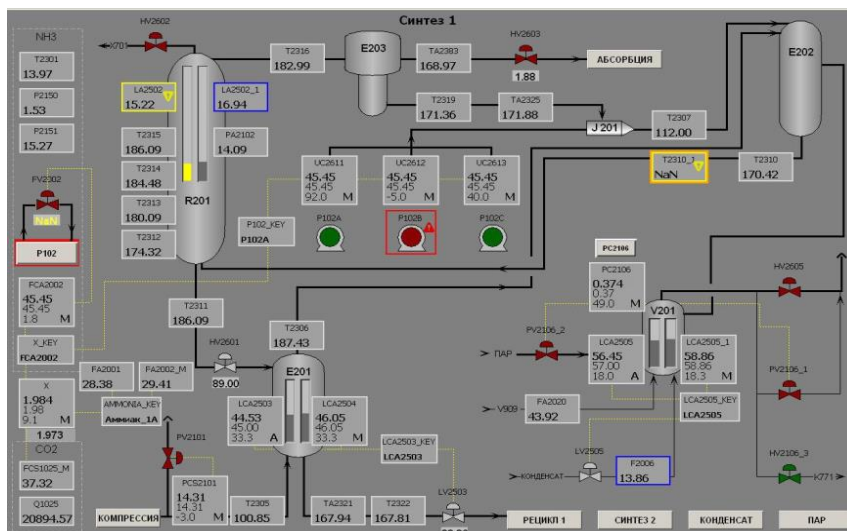 Синтез 1
NH3
HV2602
X701
T2301
13.97
P2150
1.53
P2151
15.27
FV2302
NaN
P102
FCA2002
45.45
45.45
1.8 M
X_KEY
FCA2002
X
1.984
1.98
9.1 M
1.973
CO2
FCS1025_M
37.32
Q1025
20894.57
LA2502
15.22
LA2502_1
16.94
T2315
186.09
PA2102
14.09
T2314
184.48
T2313
180.09
T2312
174.32
R201
T2316
182.99
E203
TA2383
168.97
HV2603
1.88
АБСОРБЦИЯ
T2319
171.36
TA2325
171.88
J 201
T2307
112.00
E202
T2310_1
NaN
T2310
170.42
UC2611
45.45
45.45
92.0 M
UC2612
45.45
45.45
-5.0 M
UC2613
45.45
45.45
40.0 M
P102_KEY
P102A
P102A
P102B
P102C
T2311
186.09
HV2601
89.00
T2306
187.43
E201
LCA2503
44.53
45.00
33.3 A
LCA2504
46.05
46.05
33.3 M
LCA2503_KEY
LCA2503
LV2503
FA2001
28.38
FA2002_M
29.41
AMMONIA_KEY
Аммиак_1А
PV2101
PCS2101
14.31
14.31
-3.0 M
КОМПРЕССИЯ
T2305
100.85
TA2321
167.94
T2322
167.81
PC2106
PC2106
0.374
0.37
49.0 M
HV2605
V201
PV2106_2
ПАР
LCA2505
56.45
57.00
18.0 A
LCA2505_1
58.86
58.86
18.3 M
PV2106_1
LCA2505_KEY
LCA2505
V909
FA2020
43.92
LV2505
КОНДЕНСАТ
F2006
13.86
HV2106_3
X771
РЕЦИКЛ 1
СИНТЕЗ 2
КОНДЕНСАТ
ПАР